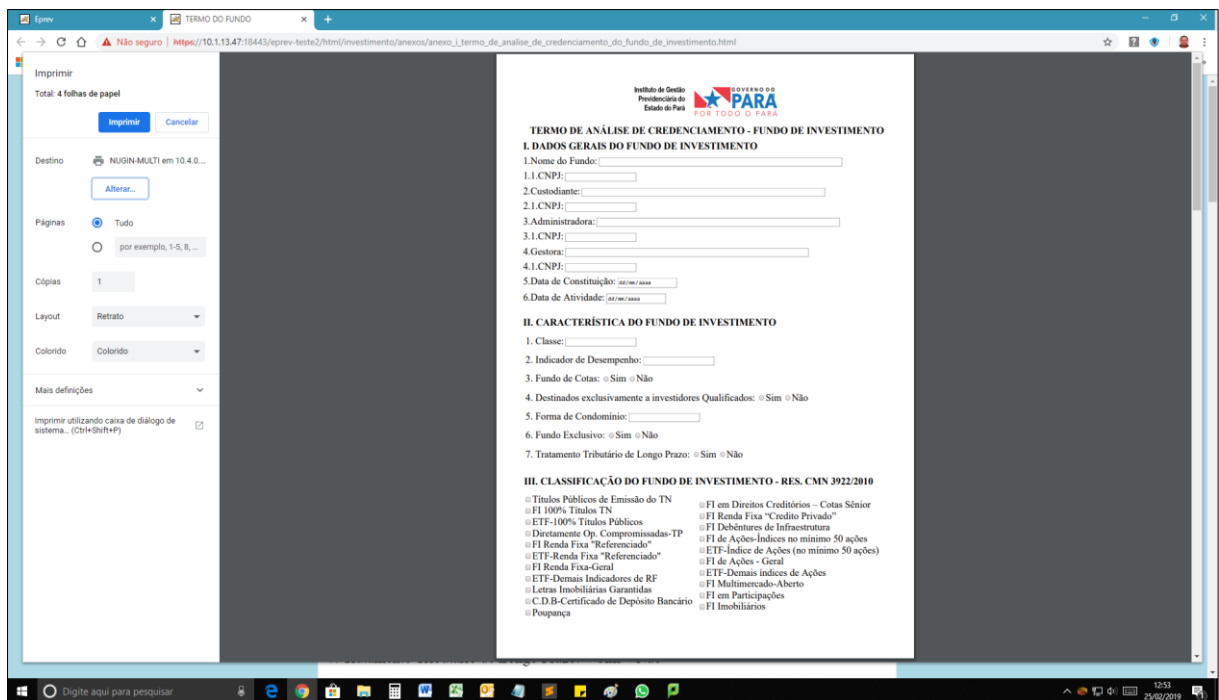 Eprev
TERMO DO FUNDO
Não seguro | https://10.1.13.47:18443/eprev-teste2/html/investimento/anexos/anexo_i_termo_de_analise_de_credenciamento_do_fundo_de_investimento.html
Imprimir
Total: 4 folhas de papel
Imprimir
Cancelar
Destino
NUGIN-MULTI em 10.4.0...
Alterar...
Páginas
Tudo
por exemplo, 1-5, 8, ...
Cópias
1
Layout
Retrato
Colorido
Colorido
Mais definições
Imprimir utilizando caixa de diálogo de
sistema... (Ctrl+Shift+P)
Instituto de Gestão
Previdenciária do
Estado do Pará
GOVERNO DO
PARÁ
POR TODO O PARÁ
TERMO DE ANÁLISE DE CREDENCIAMENTO - FUNDO DE INVESTIMENTO
I. DADOS GERAIS DO FUNDO DE INVESTIMENTO
1.Nome do Fundo:
1.1.CNPJ:
2.Custodiante:
2.1.CNPJ:
3.Administradora:
3.1.CNPJ:
4.Gestora:
4.1.CNPJ:
5.Data de Constituição: dd/mm/aaaa
6.Data de Atividade: dd/mm/aaaa
II. CARACTERÍSTICA DO FUNDO DE INVESTIMENTO
1. Classe:
2. Indicador de Desempenho:
3. Fundo de Cotas: Sim Não
4. Destinados exclusivamente a investidores Qualificados: Sim Não
5. Forma de Condomínio:
6. Fundo Exclusivo: Sim Não
7. Tratamento Tributário de Longo Prazo: Sim Não
III. CLASSIFICAÇÃO DO FUNDO DE INVESTIMENTO - RES. CMN 3922/2010
Títulos Públicos de Emissão do TN
FI 100% Títulos TN
ETF-100% Títulos Públicos
Diretamente Op. Compromissadas-TP
FI Renda Fixa "Referenciado"
ETF-Renda Fixa "Referenciado"
FI Renda Fixa-Geral
ETF-Demais Indicadores de RF
Letras Imobiliárias Garantidas
C.D.B-Certificado de Depósito Bancário
Poupança
FI em Direitos Creditórios – Cotas Sênior
FI Renda Fixa “Credito Privado”
FI Debêntures de Infraestrutura
FI de Ações-Índices no mínimo 50 ações
ETF-Índice de Ações (no mínimo 50 ações)
FI de Ações - Geral
ETF-Demais índices de Ações
FI Multimercado-Aberto
FI em Participações
FI Imobiliários
Digite aqui para pesquisar
12:53
25/02/2019